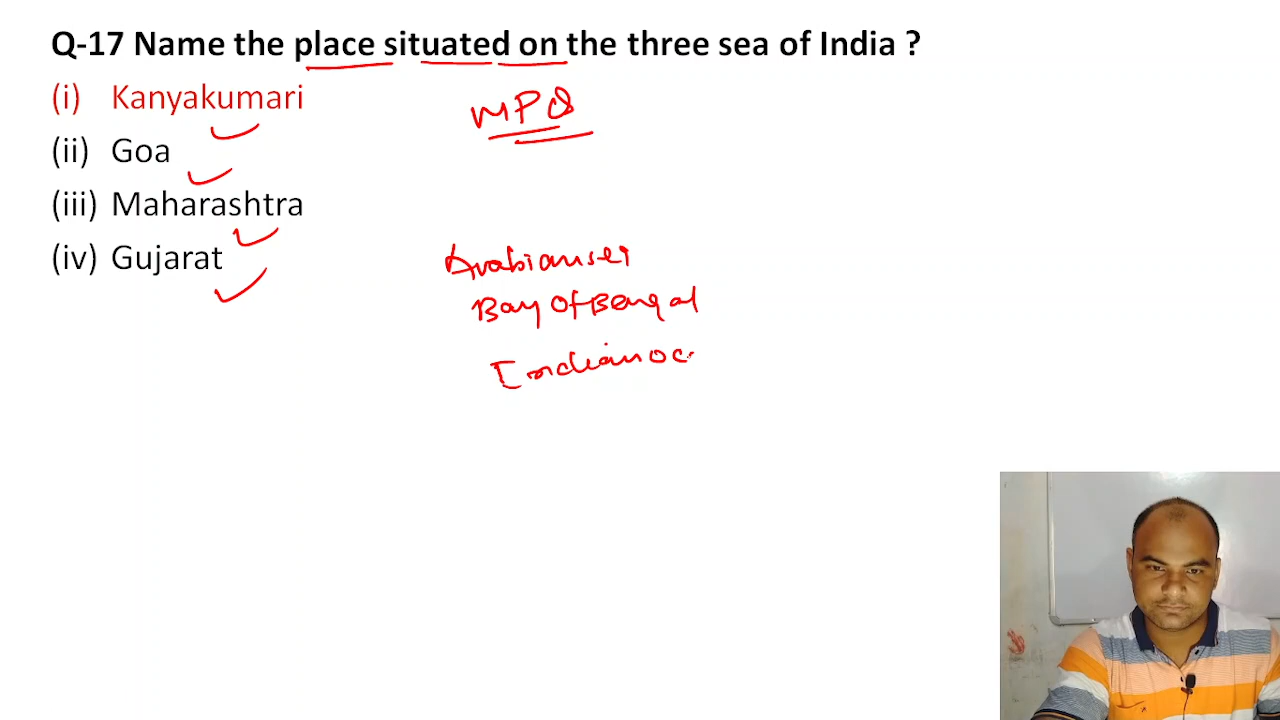 Q-17 Name the place situated on the three sea of India ?
(i) Kanyakumari
MPQ
(ii) Goa
(iii) Maharashtra
(iv) Gujarat
Arabian sea
Bay Of Bengal
Indian oc